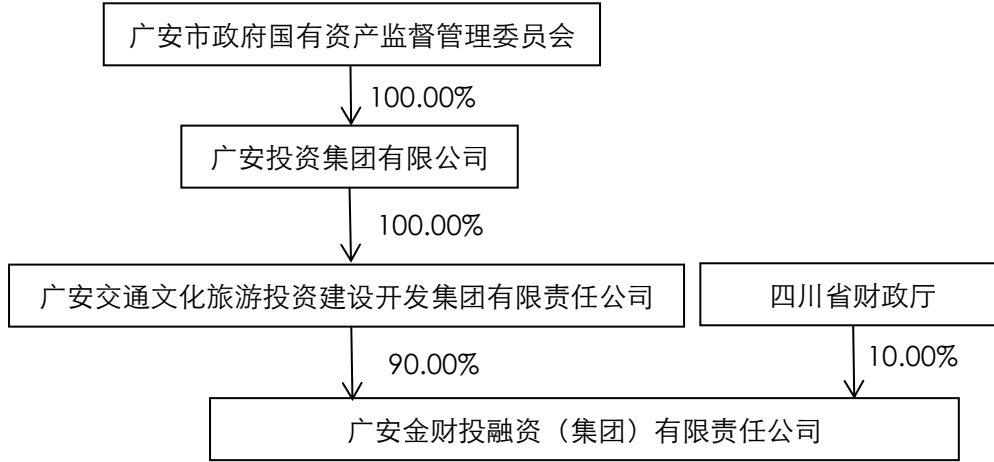 广安市政府国有资产监督管理委员会
100.00%
广安投资集团有限公司
100.00%
广安交通文化旅游投资建设开发集团有限责任公司
四川省财政厅
90.00%
10.00%
广安金财投融资（集团）有限责任公司